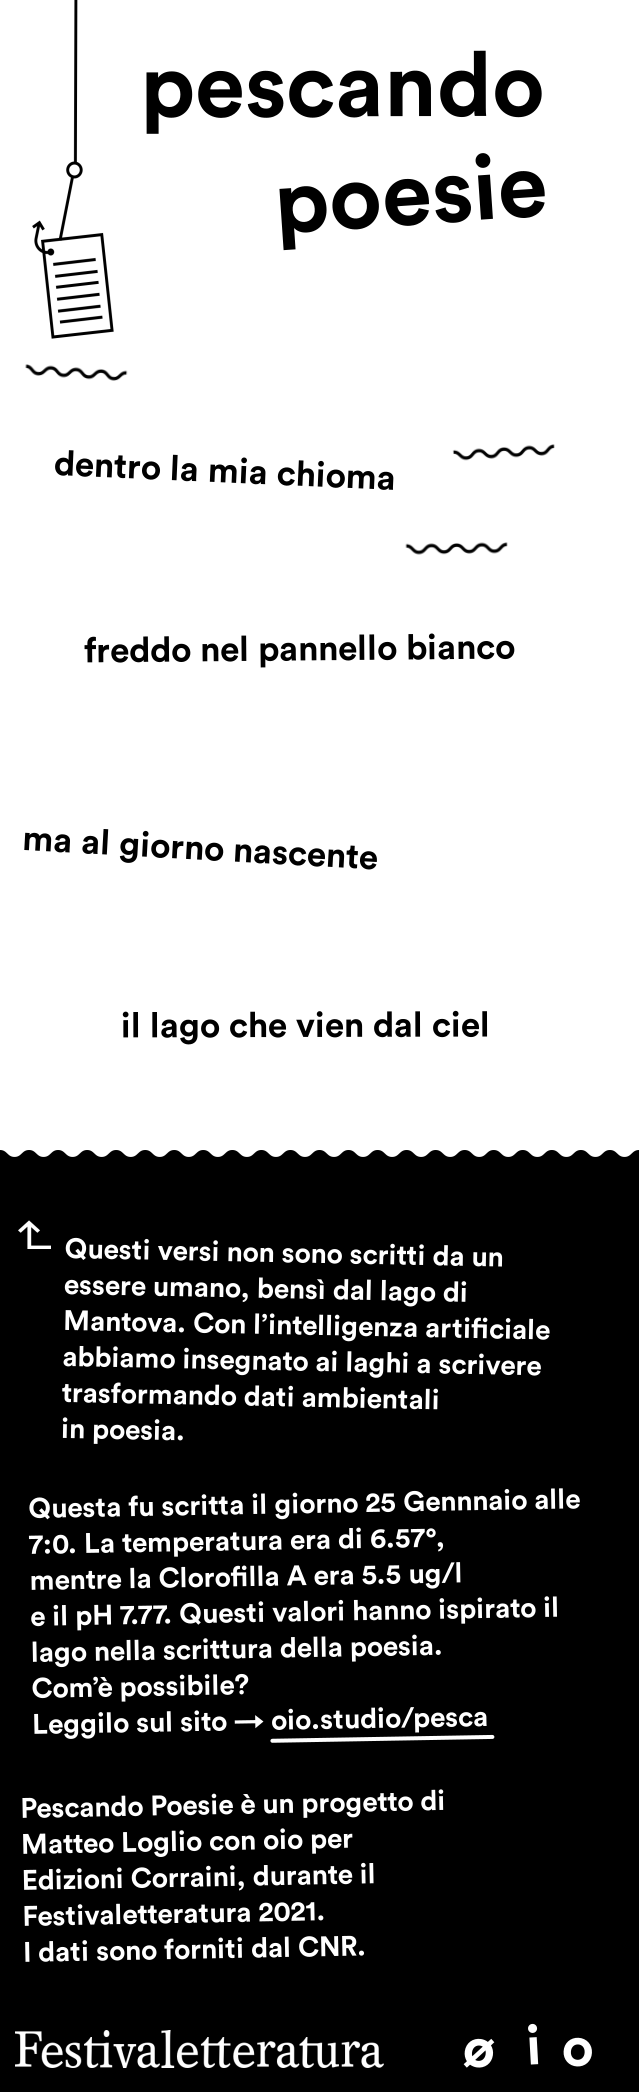 pescando
poesie
dentro la mia chioma
freddo nel pannello bianco
ma al giorno nascente
il lago che vien dal ciel
Questi versi non sono scritti da un
essere umano, bensì dal lago di
Mantova. Con l’intelligenza artificiale
abbiamo insegnato ai laghi a scrivere
trasformando dati ambientali
in poesia.
Questa fu scritta il giorno 25 Gennnaio alle
7:0. La temperatura era di 6.57°,
mentre la Clorofilla A era 5.5 ug/l
e il pH 7.77. Questi valori hanno ispirato il
lago nella scrittura della poesia.
Com’è possibile?
Leggilo sul sito → oio.studio/pesca
Pescando Poesie è un progetto di
Matteo Loglio con oio per
Edizioni Corraini, durante il
Festivaletteratura 2021.
I dati sono forniti dal CNR.
Festivaletteratura ø i o